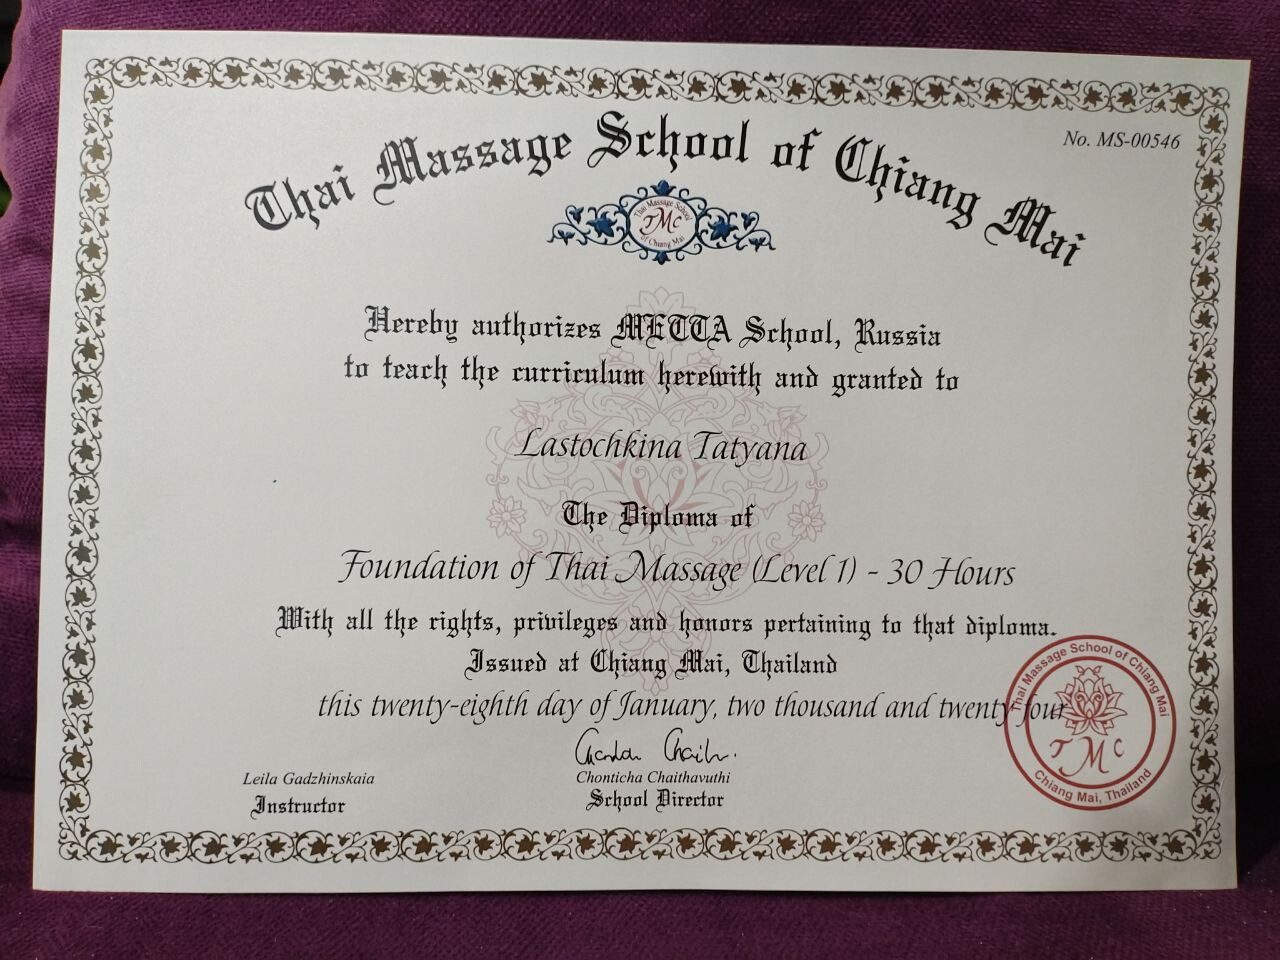 No. MS-00546
Thai Massage School of Chiang Mai
Thai Massage School
TMC
of Chiang Mai
Hereby authorizes METTA School, Russia
to teach the curriculum herewith and granted to
Lastochkina Tatyana
The Diploma of
Foundation of Thai Massage (Level 1) - 30 Hours
With all the rights, privileges and honors pertaining to that diploma.
Issued at Chiang Mai, Thailand
this twenty-eighth day of January, two thousand and twenty-four
Thai Massage School of Chiang Mai
TMC
Chiang Mai, Thailand
Leila Gadzhinskaia
Instructor
Chonticha Chaithavuthi
School Director